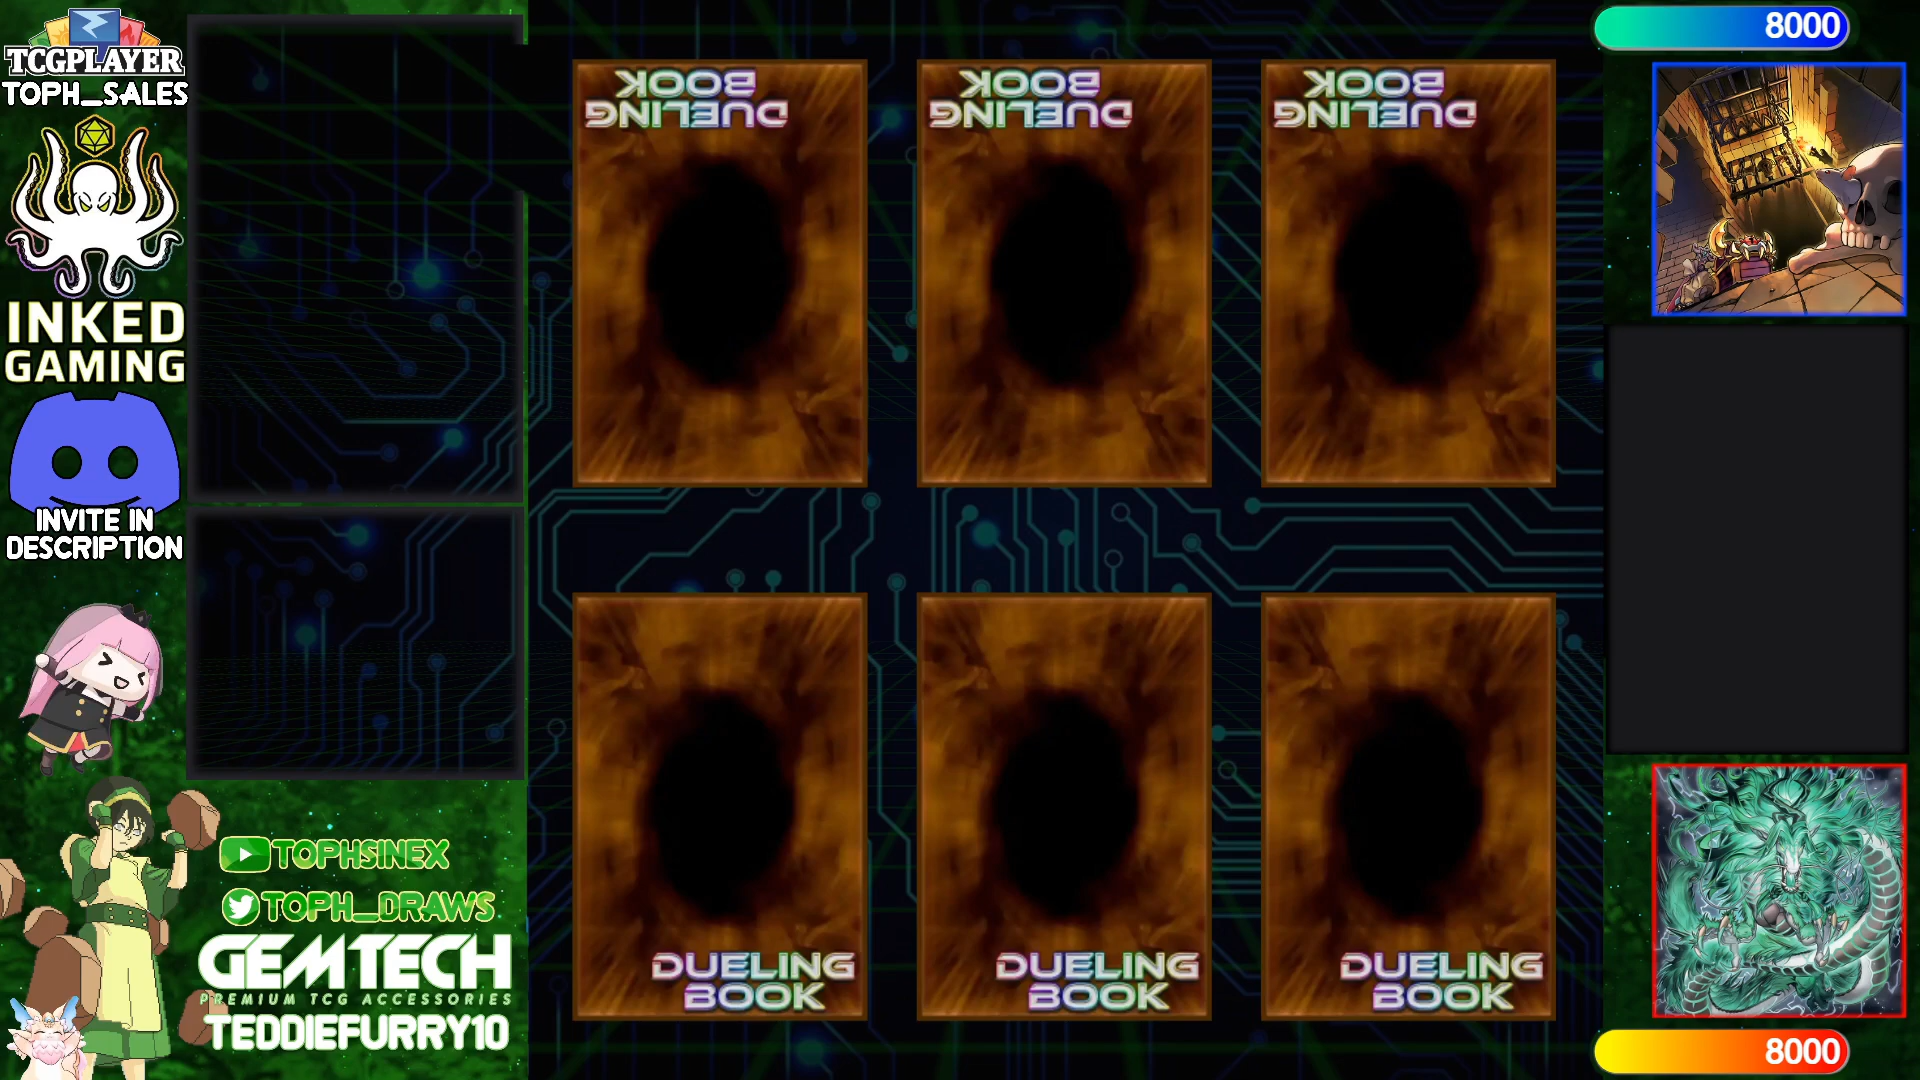 TCGPLAYER
TOPH_SALES
INKED
GAMING
INVITE IN
DESCRIPTION
TOPHSINEX
TOPH_DRAWS
GEMTECH
PREMIUM TCG ACCESSORIES
TEDDIEFURRY10
DUELING
BOOK
DUELING
BOOK
DUELING
BOOK
DUELING
BOOK
DUELING
BOOK
DUELING
BOOK
8000
8000